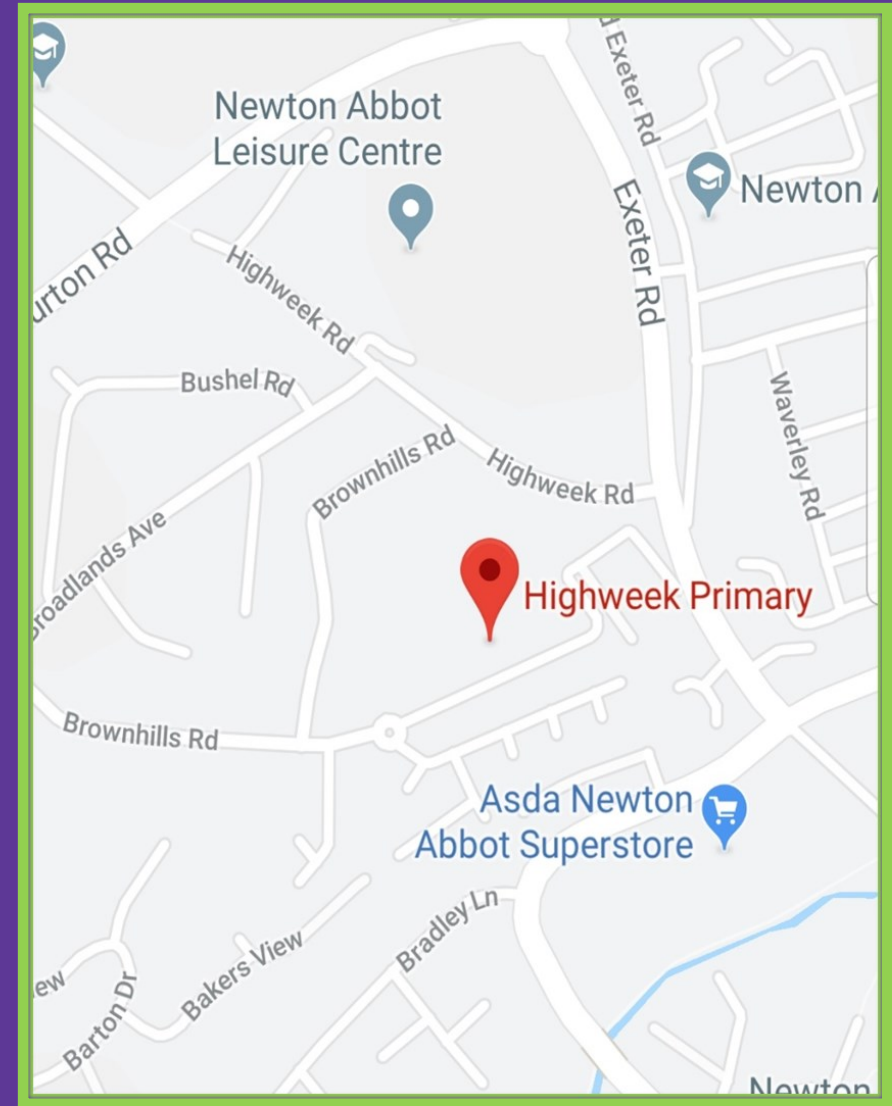 Exeter Rd
Newton Abbot
Leisure Centre
Newton
Exeter Rd
urton Rd
Highweek Rd
Bushel Rd
Waverley Rd
Brownhills Rd
Highweek Rd
Broadlands Ave
Highweek Primary
Brownhills Rd
Asda Newton
Abbot Superstore
Bradley Ln
Bakers View
ew
Barton Dr
Newton